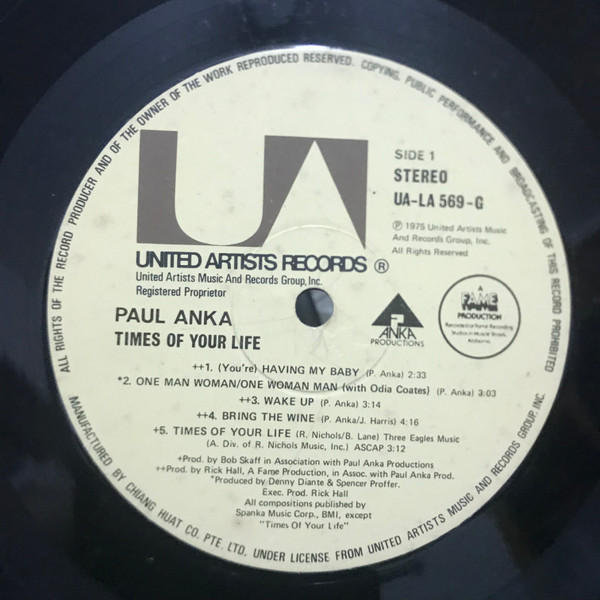 ALL RIGHTS OF THE RECORD PRODUCER AND OF THE OWNER OF THE WORK REPRODUCED RESERVED. COPYING, PUBLIC PERFORMANCE AND BROADCASTING OF THIS RECORD PROHIBITED
UA
SIDE 1
STEREO
UA-LA 569-G
Ⓟ 1975 United Artists Music
And Records Group, Inc.
All Rights Reserved
UNITED ARTISTS RECORDS ®
United Artists Music And Records Group, Inc.
Registered Proprietor
PAUL ANKA
TIMES OF YOUR LIFE
ANKA
PRODUCTIONS
A
FAME
PRODUCTION
Recorded at Fame Recording
Studios in Muscle Shoals,
Alabama.
++1. (You're) HAVING MY BABY (P. Anka) 2:33
*2. ONE MAN WOMAN/ONE WOMAN MAN (with Odia Coates) (P. Anka) 3:03
++3. WAKE UP (P. Anka) 3:14
++4. BRING THE WINE (P. Anka/J. Harris) 4:16
+5. TIMES OF YOUR LIFE (R. Nichols/B. Lane) Three Eagles Music
(A. Div. of R. Nichols Music, Inc.) ASCAP 3:12
+Prod. by Bob Skaff in Association with Paul Anka Productions
++Prod. by Rick Hall, A Fame Production, in Assoc. with Paul Anka Prod.
*Produced by Denny Diante & Spencer Proffer.
Exec. Prod. Rick Hall
All compositions published by
Spanka Music Corp., BMI, except
"Times Of Your Life"
MANUFACTURED BY CHIANG HUAT CO. PTE. LTD. UNDER LICENSE FROM UNITED ARTISTS MUSIC AND RECORDS GROUP, INC.